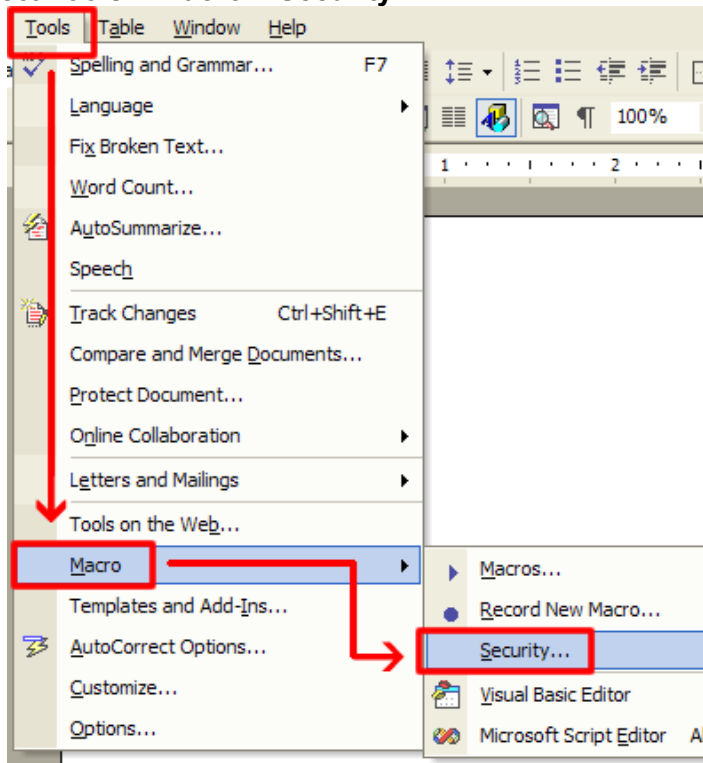 Tools Table Window Help
Spelling and Grammar... F7
Language
100%
Fix Broken Text...
1 2
Word Count...
AutoSummarize...
Speech
Track Changes Ctrl+Shift+E
Compare and Merge Documents...
Protect Document...
Online Collaboration
Letters and Mailings
Tools on the Web...
Macro
Macros...
Templates and Add-Ins...
Record New Macro...
AutoCorrect Options...
Security...
Customize...
Visual Basic Editor
Options...
Microsoft Script Editor